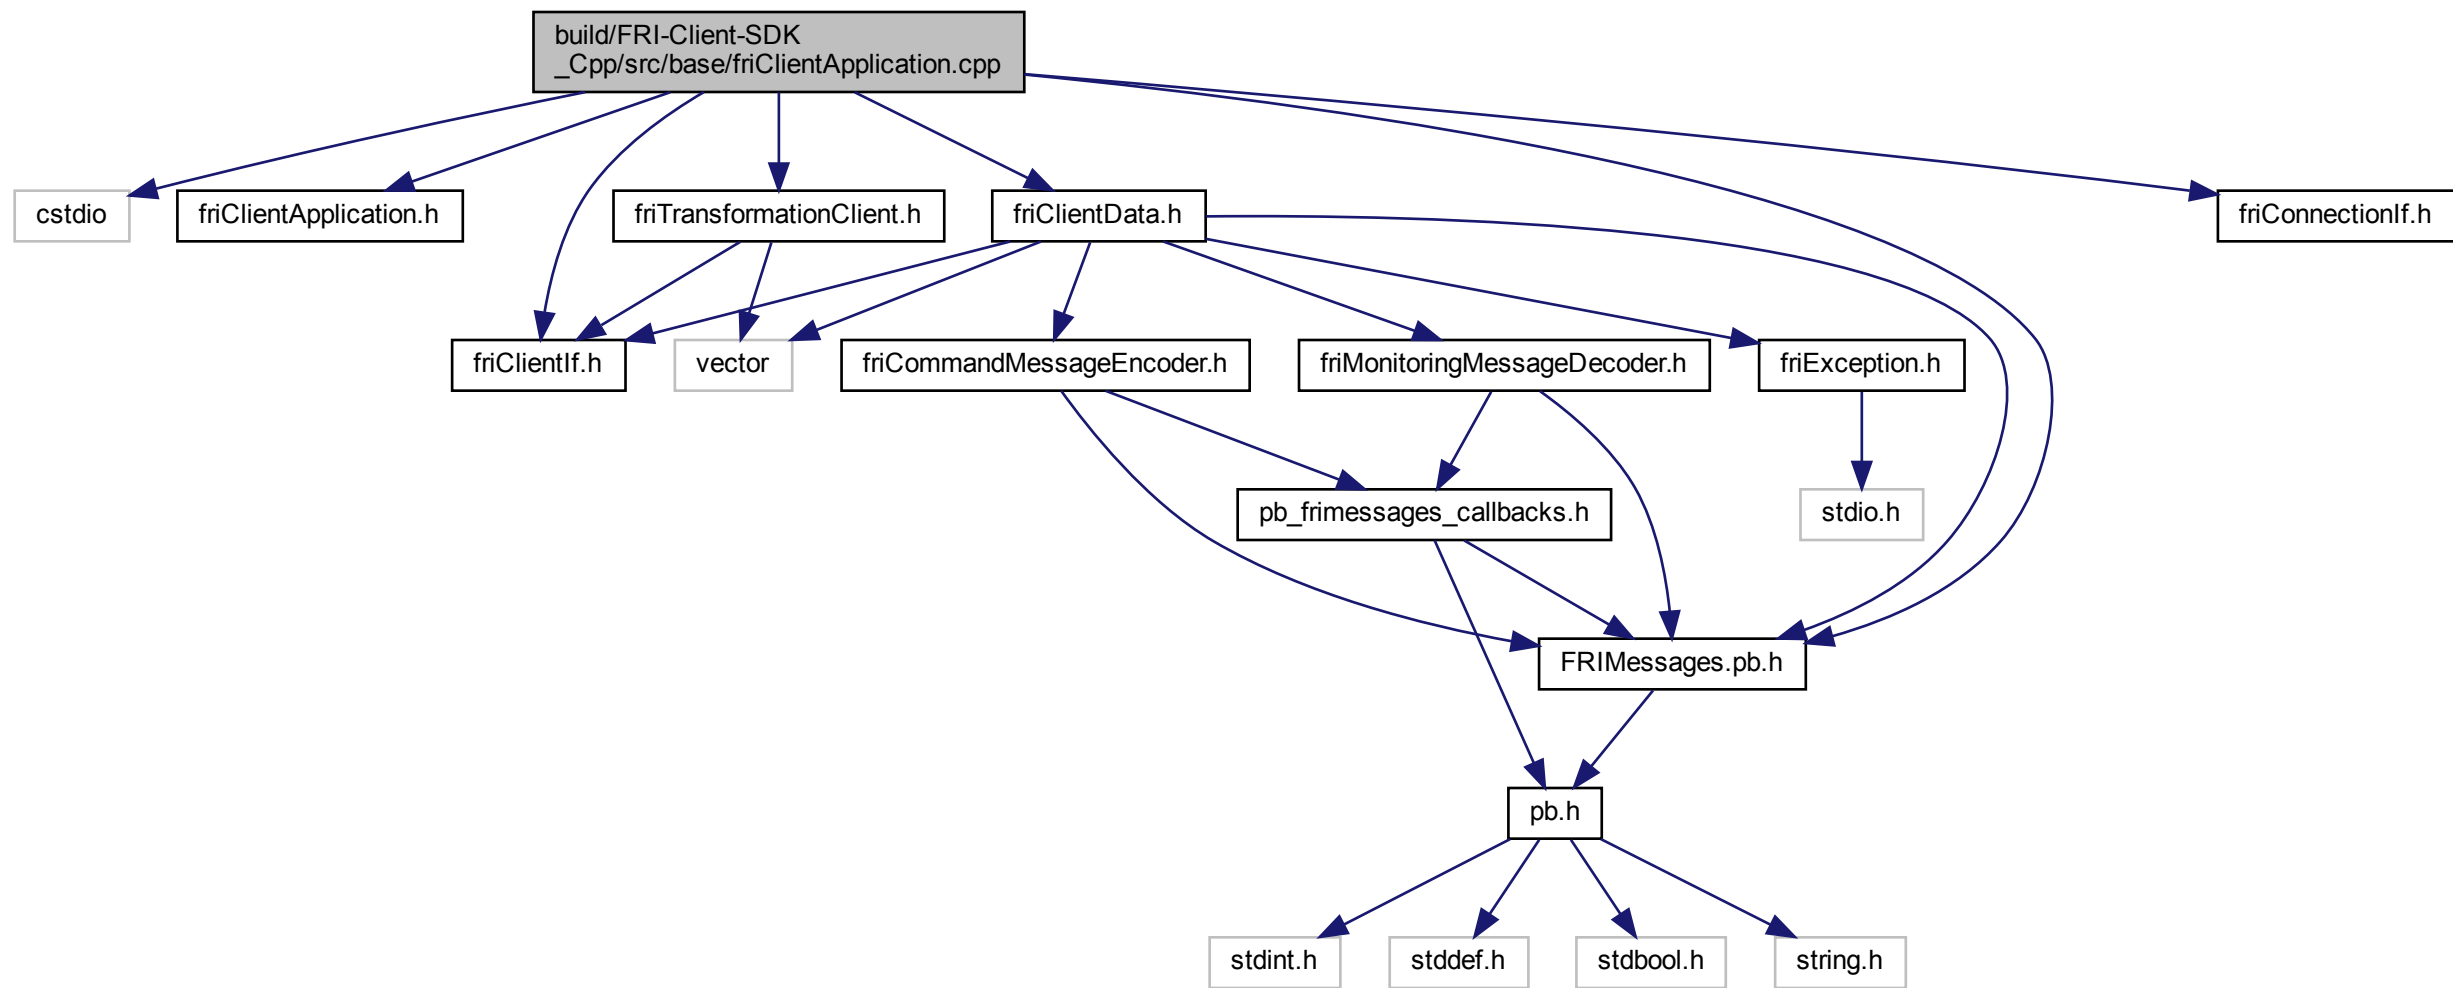 build/FRI-Client-SDK
_Cpp/src/base/friClientApplication.cpp
cstdio
friClientApplication.h
friTransformationClient.h
friClientData.h
friConnectionIf.h
friClientIf.h
vector
friCommandMessageEncoder.h
friMonitoringMessageDecoder.h
friException.h
pb_frimessages_callbacks.h
stdio.h
FRIMessages.pb.h
pb.h
stdint.h
stddef.h
stdbool.h
string.h